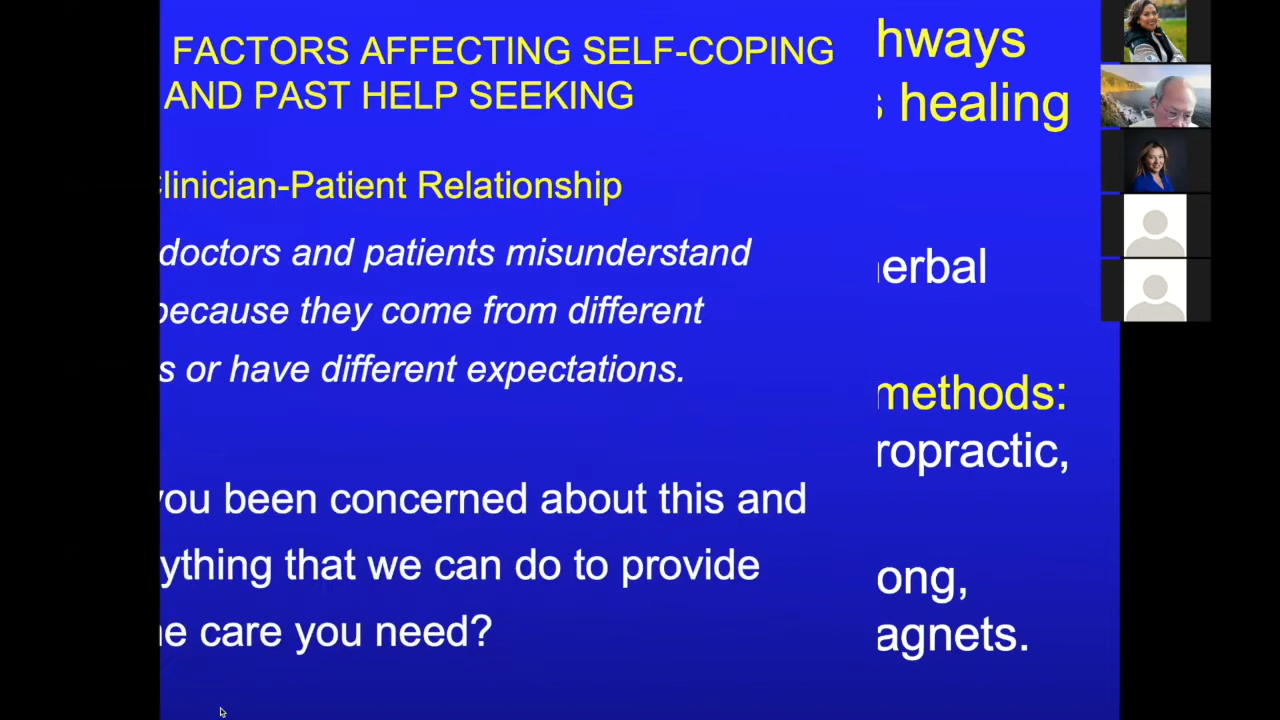 FACTORS AFFECTING SELF-COPING
AND PAST HELP SEEKING
linician-Patient Relationship
doctors and patients misunderstand
because they come from different
s or have different expectations.
you been concerned about this and
ything that we can do to provide
e care you need?
hways
s healing
erbal
methods:
ropractic,
ong,
agnets.